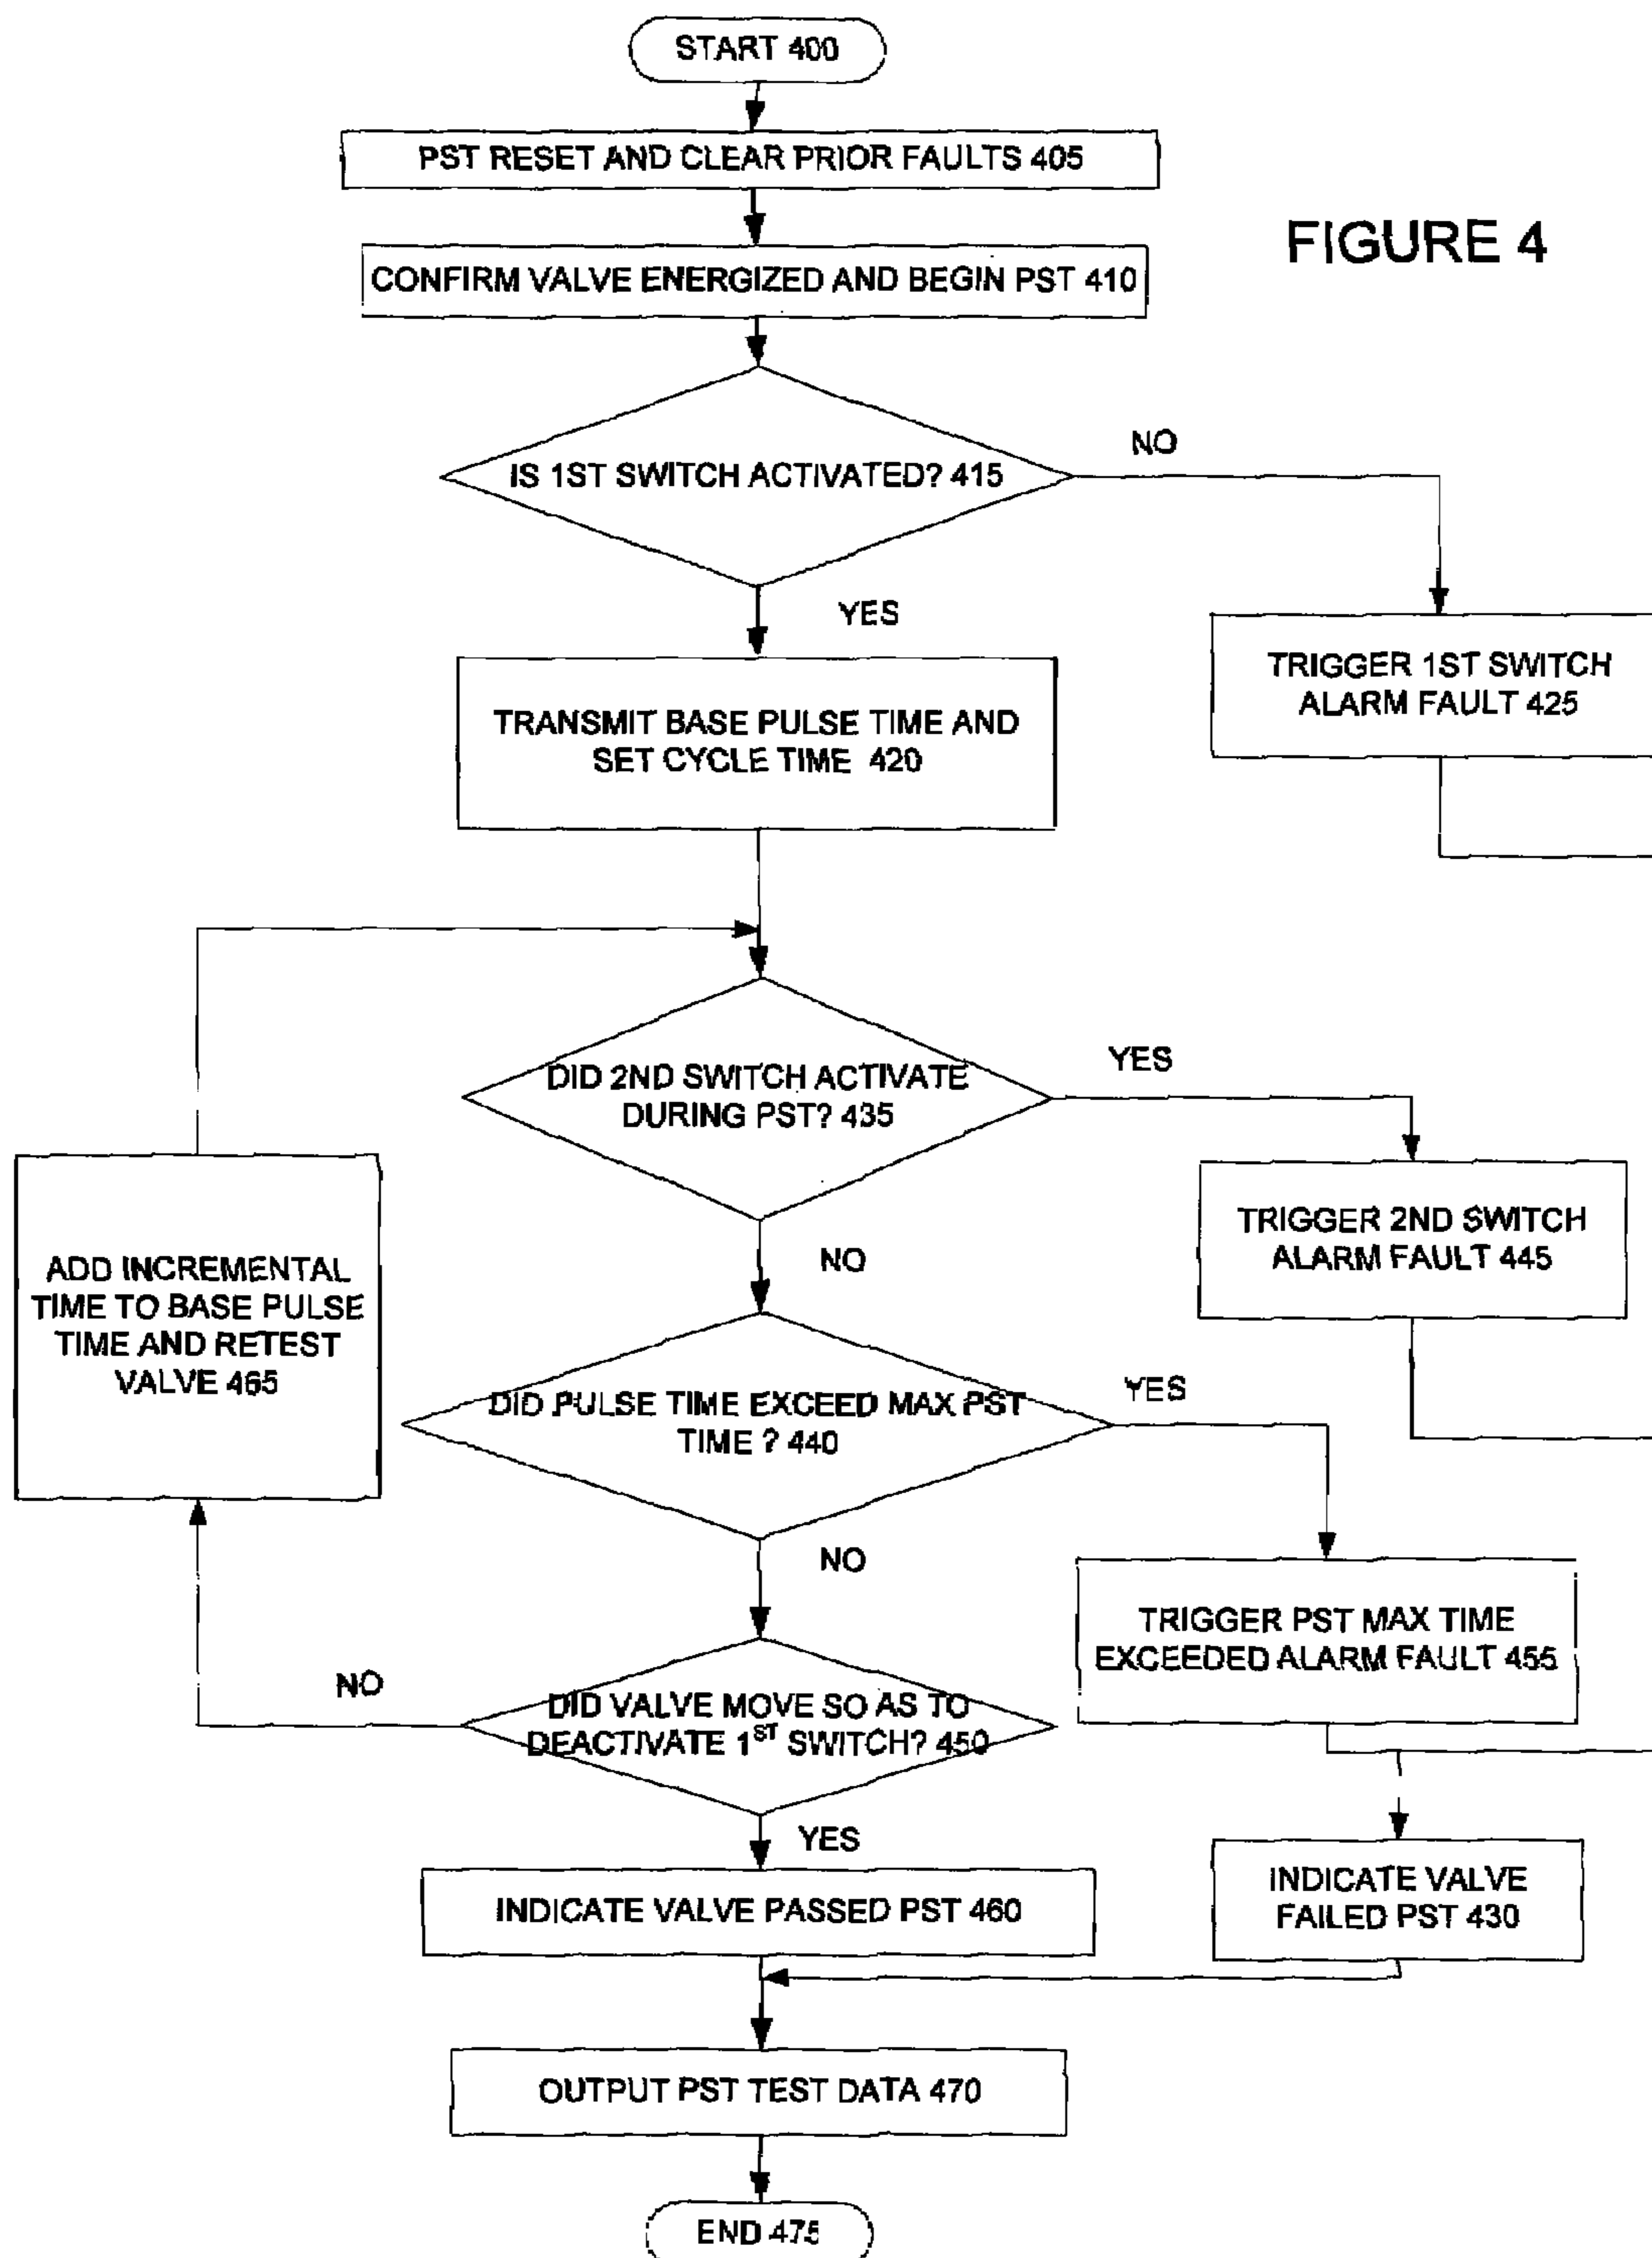 START 400
PST RESET AND CLEAR PRIOR FAULTS 405
FIGURE 4
CONFIRM VALVE ENERGIZED AND BEGIN PST 410
NO
IS 1ST SWITCH ACTIVATED? 415
YES
TRIGGER 1ST SWITCH
ALARM FAULT 425
TRANSMIT BASE PULSE TIME AND
SET CYCLE TIME 420
YES
DID 2ND SWITCH ACTIVATE
DURING PST? 435
TRIGGER 2ND SWITCH
ALARM FAULT 445
NO
ADD INCREMENTAL
TIME TO BASE PULSE
TIME AND RETEST
VALVE 465
YES
DID PULSE TIME EXCEED MAX PST
TIME ? 440
NO
TRIGGER PST MAX TIME
EXCEEDED ALARM FAULT 455
NO
DID VALVE MOVE SO AS TO
DEACTIVATE 1ST SWITCH? 450
YES
INDICATE VALVE PASSED PST 460
INDICATE VALVE
FAILED PST 430
OUTPUT PST TEST DATA 470
END 475